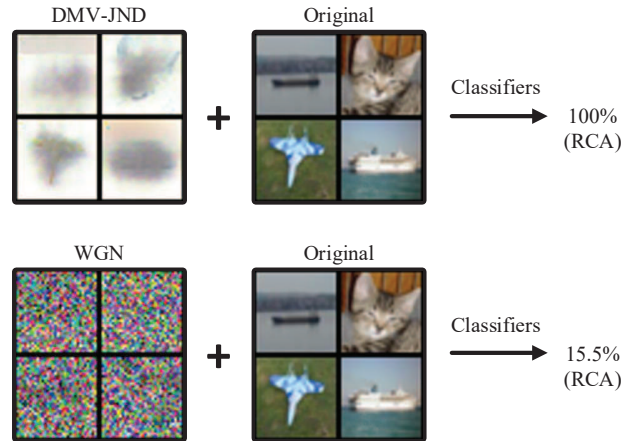 DMV-JND
Original
Classifiers
100%
(RCA)
WGN
Original
Classifiers
15.5%
(RCA)